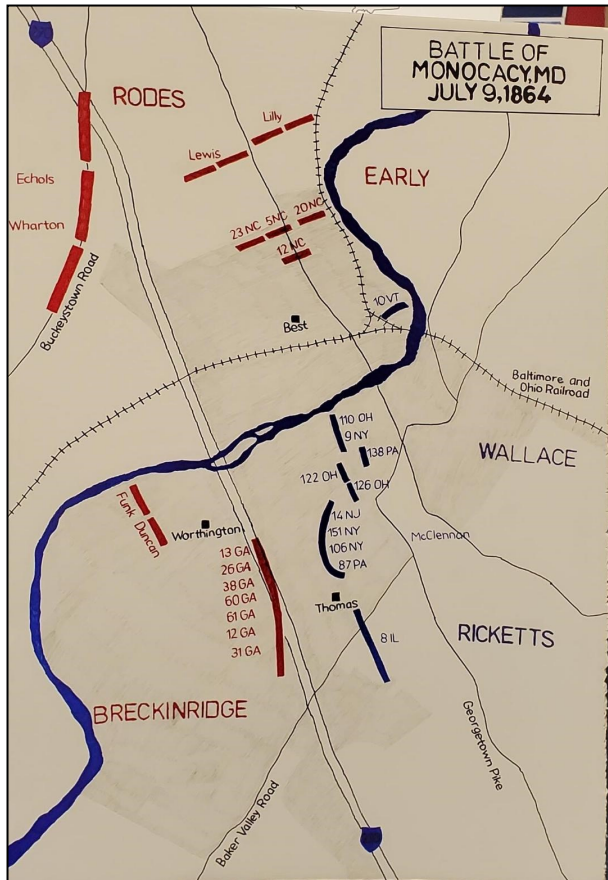 BATTLE OF
MONOCACY, MD
JULY 9, 1864
RODES
Lilly
Lewis
EARLY
Echols
Wharton
Buckeystown Road
23 NC
5NC
20 NC
12 NC
10 VT
Best
Baltimore and
Ohio Railroad
110 OH
9 NY
138 PA
WALLACE
122 OH
126 OH
14 NJ
151 NY
106 NY
87 PA
McClennan
Funk
Duncan
Worthington
13 GA
26 GA
38 GA
60 GA
61 GA
12 GA
31 GA
Thomas
8 IL
RICKETTS
BRECKINRIDGE
Georgetown Pike
Baker Valley Road